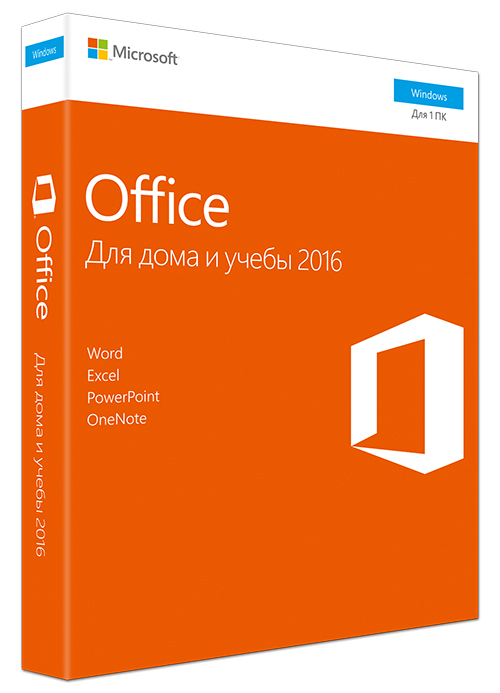 Windows
Microsoft
Windows
Для 1 ПК
Office
Для дома и учебы 2016
Word
Excel
PowerPoint
OneNote
Office
Для дома и учебы 2016